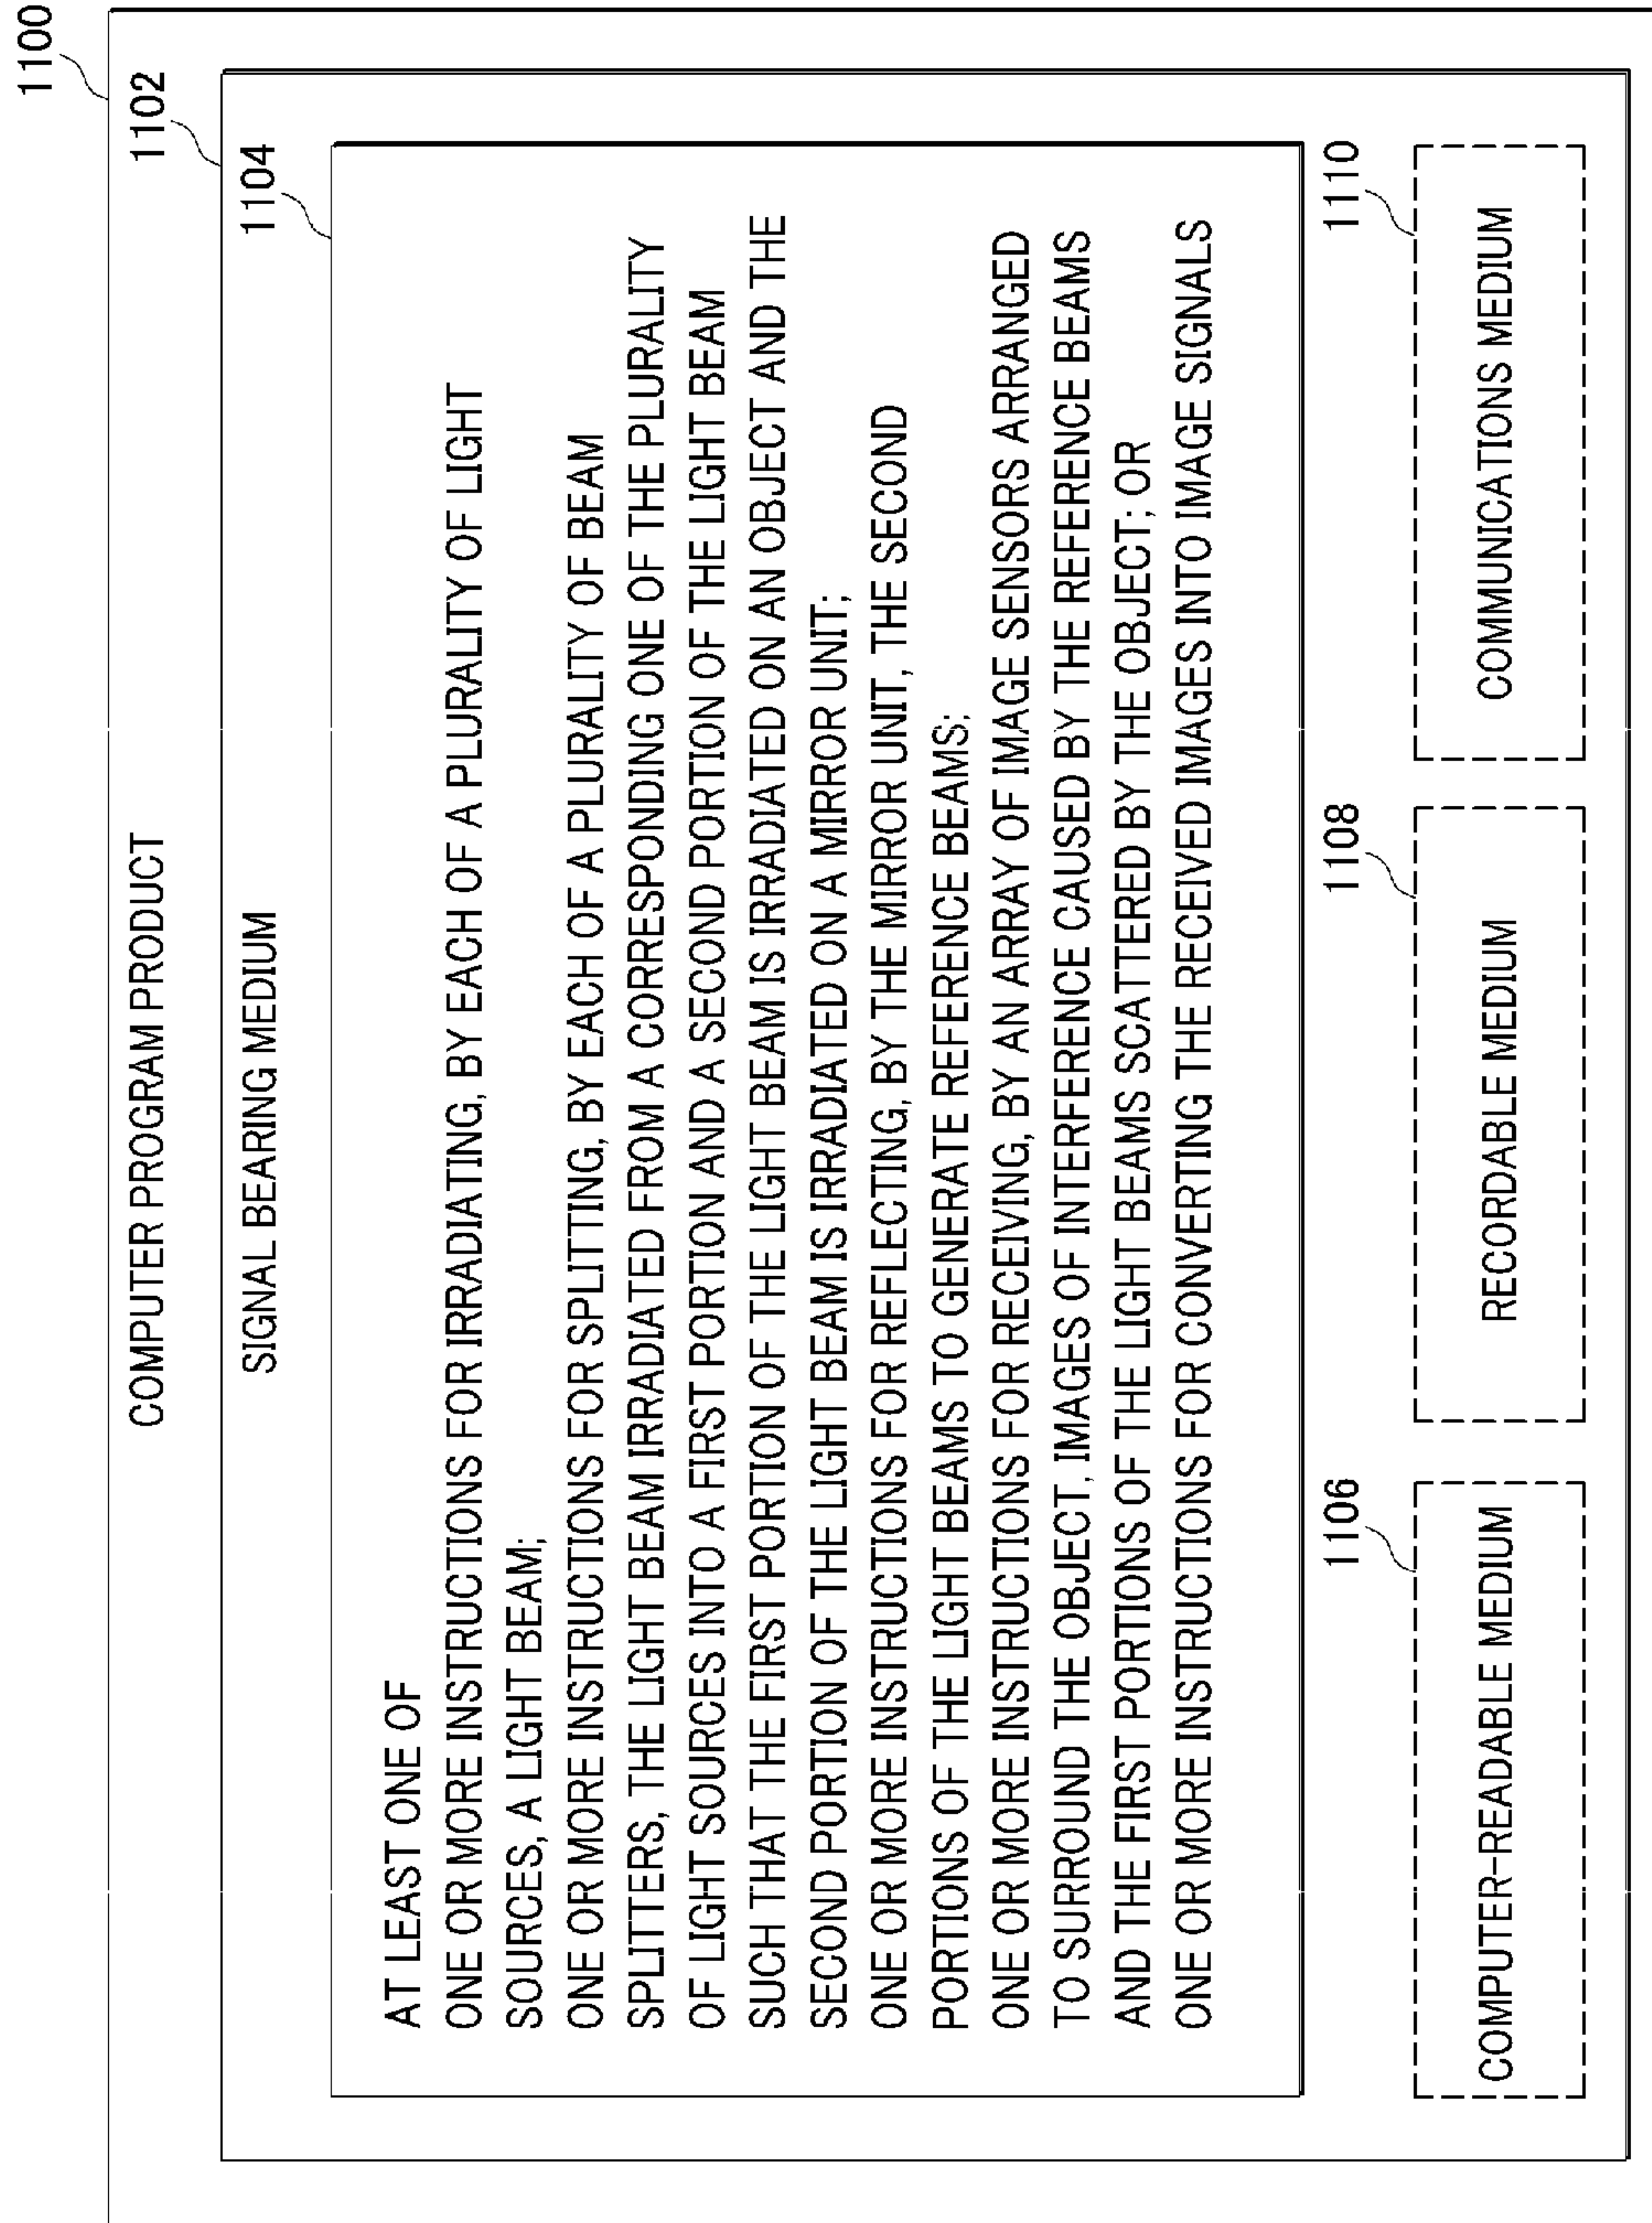 1100
COMPUTER PROGRAM PRODUCT
1102
SIGNAL BEARING MEDIUM
1104
AT LEAST ONE OF
ONE OR MORE INSTRUCTIONS FOR IRRADIATING, BY EACH OF A PLURALITY OF LIGHT
SOURCES, A LIGHT BEAM;
ONE OR MORE INSTRUCTIONS FOR SPLITTING, BY EACH OF A PLURALITY OF BEAM
SPLITTERS, THE LIGHT BEAM IRRADIATED FROM A CORRESPONDING ONE OF THE PLURALITY
OF LIGHT SOURCES INTO A FIRST PORTION AND A SECOND PORTION OF THE LIGHT BEAM
SUCH THAT THE FIRST PORTION OF THE LIGHT BEAM IS IRRADIATED ON AN OBJECT AND THE
SECOND PORTION OF THE LIGHT BEAM IS IRRADIATED ON A MIRROR UNIT;
ONE OR MORE INSTRUCTIONS FOR REFLECTING, BY THE MIRROR UNIT, THE SECOND
PORTIONS OF THE LIGHT BEAMS TO GENERATE REFERENCE BEAMS;
ONE OR MORE INSTRUCTIONS FOR RECEIVING, BY AN ARRAY OF IMAGE SENSORS ARRANGED
TO SURROUND THE OBJECT, IMAGES OF INTERFERENCE CAUSED BY THE REFERENCE BEAMS
AND THE FIRST PORTIONS OF THE LIGHT BEAMS SCATTERED BY THE OBJECT; OR
ONE OR MORE INSTRUCTIONS FOR CONVERTING THE RECEIVED IMAGES INTO IMAGE SIGNALS
1106
COMPUTER-READABLE MEDIUM
1108
RECORDABLE MEDIUM
1110
COMMUNICATIONS MEDIUM